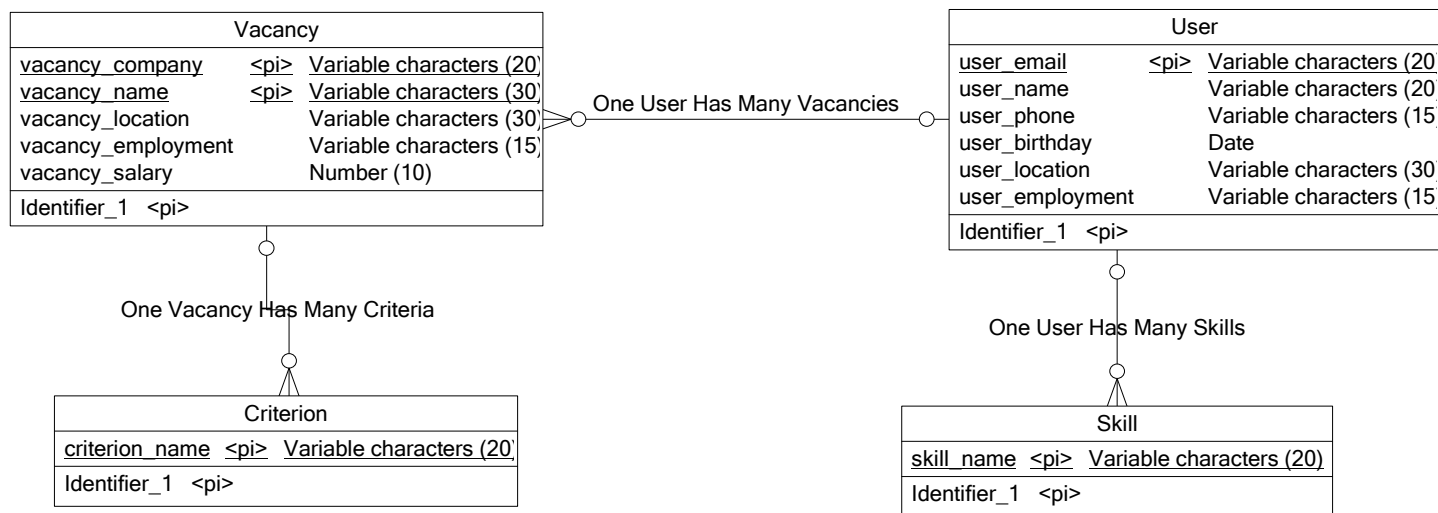 Vacancy
vacancy_company <pi> Variable characters (20)
vacancy_name <pi> Variable characters (30)
vacancy_location Variable characters (30)
vacancy_employment Variable characters (15)
vacancy_salary Number (10)
Identifier_1 <pi>
One User Has Many Vacancies
User
user_email <pi> Variable characters (20)
user_name Variable characters (20)
user_phone Variable characters (15)
user_birthday Date
user_location Variable characters (30)
user_employment Variable characters (15)
Identifier_1 <pi>
One Vacancy Has Many Criteria
One User Has Many Skills
Criterion
criterion_name <pi> Variable characters (20)
Identifier_1 <pi>
Skill
skill_name <pi> Variable characters (20)
Identifier_1 <pi>